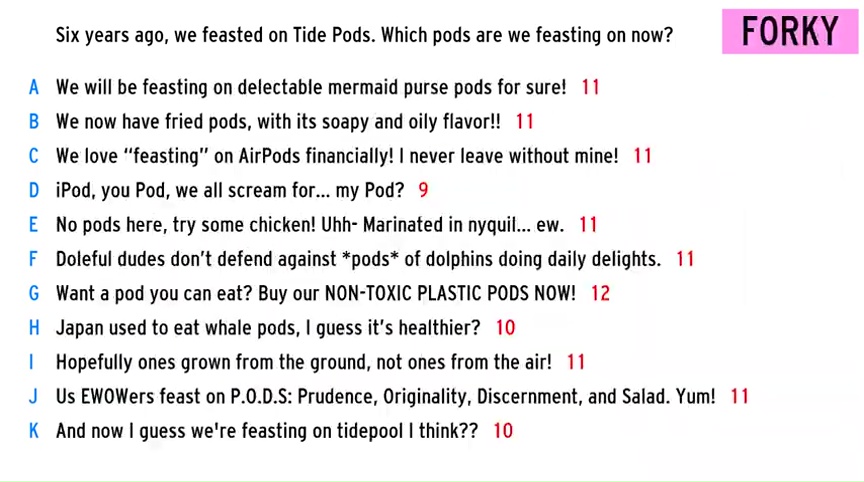 Six years ago, we feasted on Tide Pods. Which pods are we feasting on now?
FORKY
A We will be feasting on delectable mermaid purse pods for sure! 11
B We now have fried pods, with its soapy and oily flavor!! 11
C We love “feasting” on AirPods financially! I never leave without mine! 11
D iPod, you Pod, we all scream for... my Pod? 9
E No pods here, try some chicken! Uhh- Marinated in nyquil... ew. 11
F Doleful dudes don’t defend against *pods* of dolphins doing daily delights. 11
G Want a pod you can eat? Buy our NON-TOXIC PLASTIC PODS NOW! 12
H Japan used to eat whale pods, I guess it’s healthier? 10
I Hopefully ones grown from the ground, not ones from the air! 11
J Us EWOWers feast on P.O.D.S: Prudence, Originality, Discernment, and Salad. Yum! 11
K And now I guess we're feasting on tidepool I think?? 10